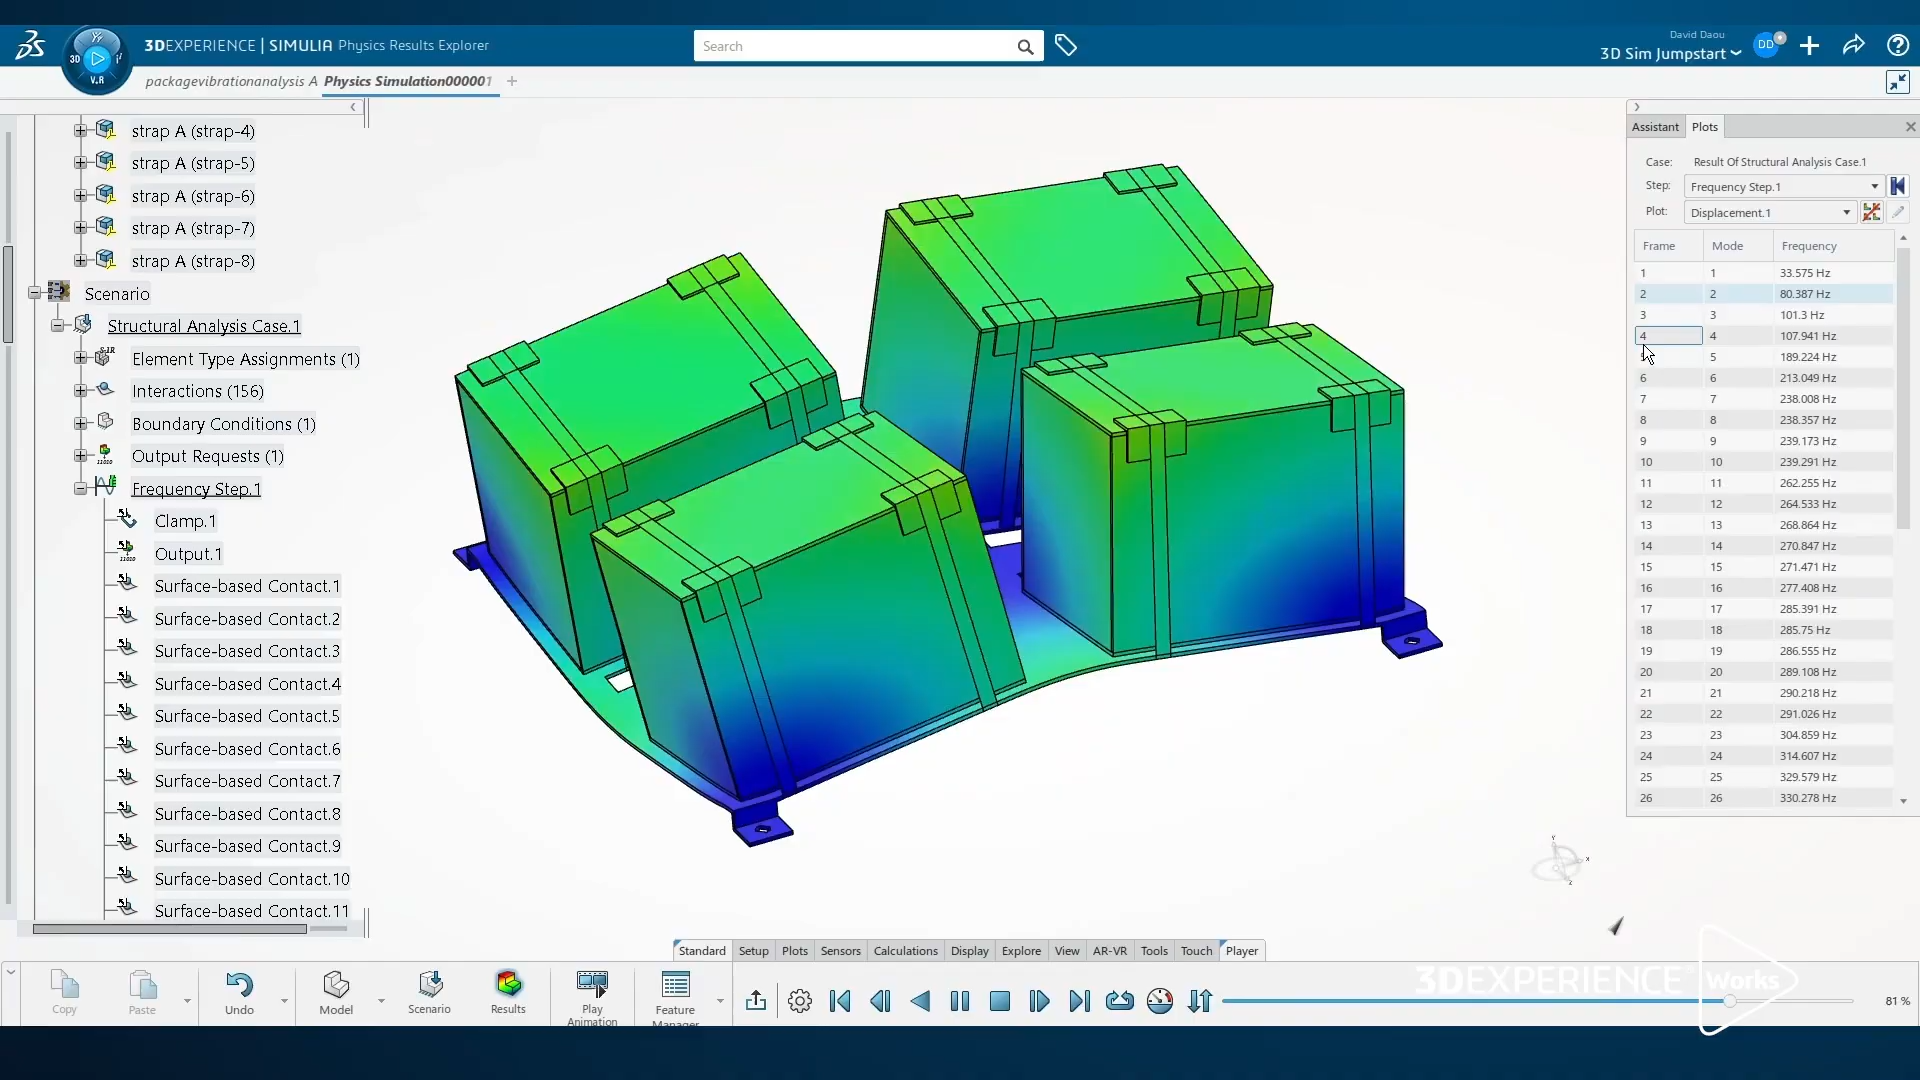 3DEXPERIENCE | SIMULIA Physics Results Explorer
Search
David Daou
3D Sim Jumpstart
DD
3D
V.R
packagevibrationanalysis A
Physics Simulation000001
strap A (strap-4)
strap A (strap-5)
strap A (strap-6)
strap A (strap-7)
strap A (strap-8)
Scenario
Structural Analysis Case.1
Element Type Assignments (1)
Interactions (156)
Boundary Conditions (1)
Output Requests (1)
Frequency Step.1
Clamp.1
Output.1
Surface-based Contact.1
Surface-based Contact.2
Surface-based Contact.3
Surface-based Contact.4
Surface-based Contact.5
Surface-based Contact.6
Surface-based Contact.7
Surface-based Contact.8
Surface-based Contact.9
Surface-based Contact.10
Surface-based Contact.11
Assistant Plots
Case: Result Of Structural Analysis Case.1
Step: Frequency Step.1
Plot: Displacement.1
Frame Mode Frequency
1 1 33.575 Hz
2 2 80.387 Hz
3 3 101.3 Hz
4 4 107.941 Hz
5 5 189.224 Hz
6 6 213.049 Hz
7 7 238.008 Hz
8 8 238.357 Hz
9 9 239.173 Hz
10 10 239.291 Hz
11 11 262.255 Hz
12 12 264.533 Hz
13 13 268.864 Hz
14 14 270.847 Hz
15 15 271.471 Hz
16 16 277.408 Hz
17 17 285.391 Hz
18 18 285.75 Hz
19 19 286.555 Hz
20 20 289.108 Hz
21 21 290.218 Hz
22 22 291.026 Hz
23 23 304.859 Hz
24 24 314.607 Hz
25 25 329.579 Hz
26 26 330.278 Hz
Standard Setup Plots Sensors Calculations Display Explore View AR-VR Tools Touch Player
Copy
Paste
Undo
Model
Scenario
Results
Play Animation
Feature Manager
81 %
3DEXPERIENCE Works